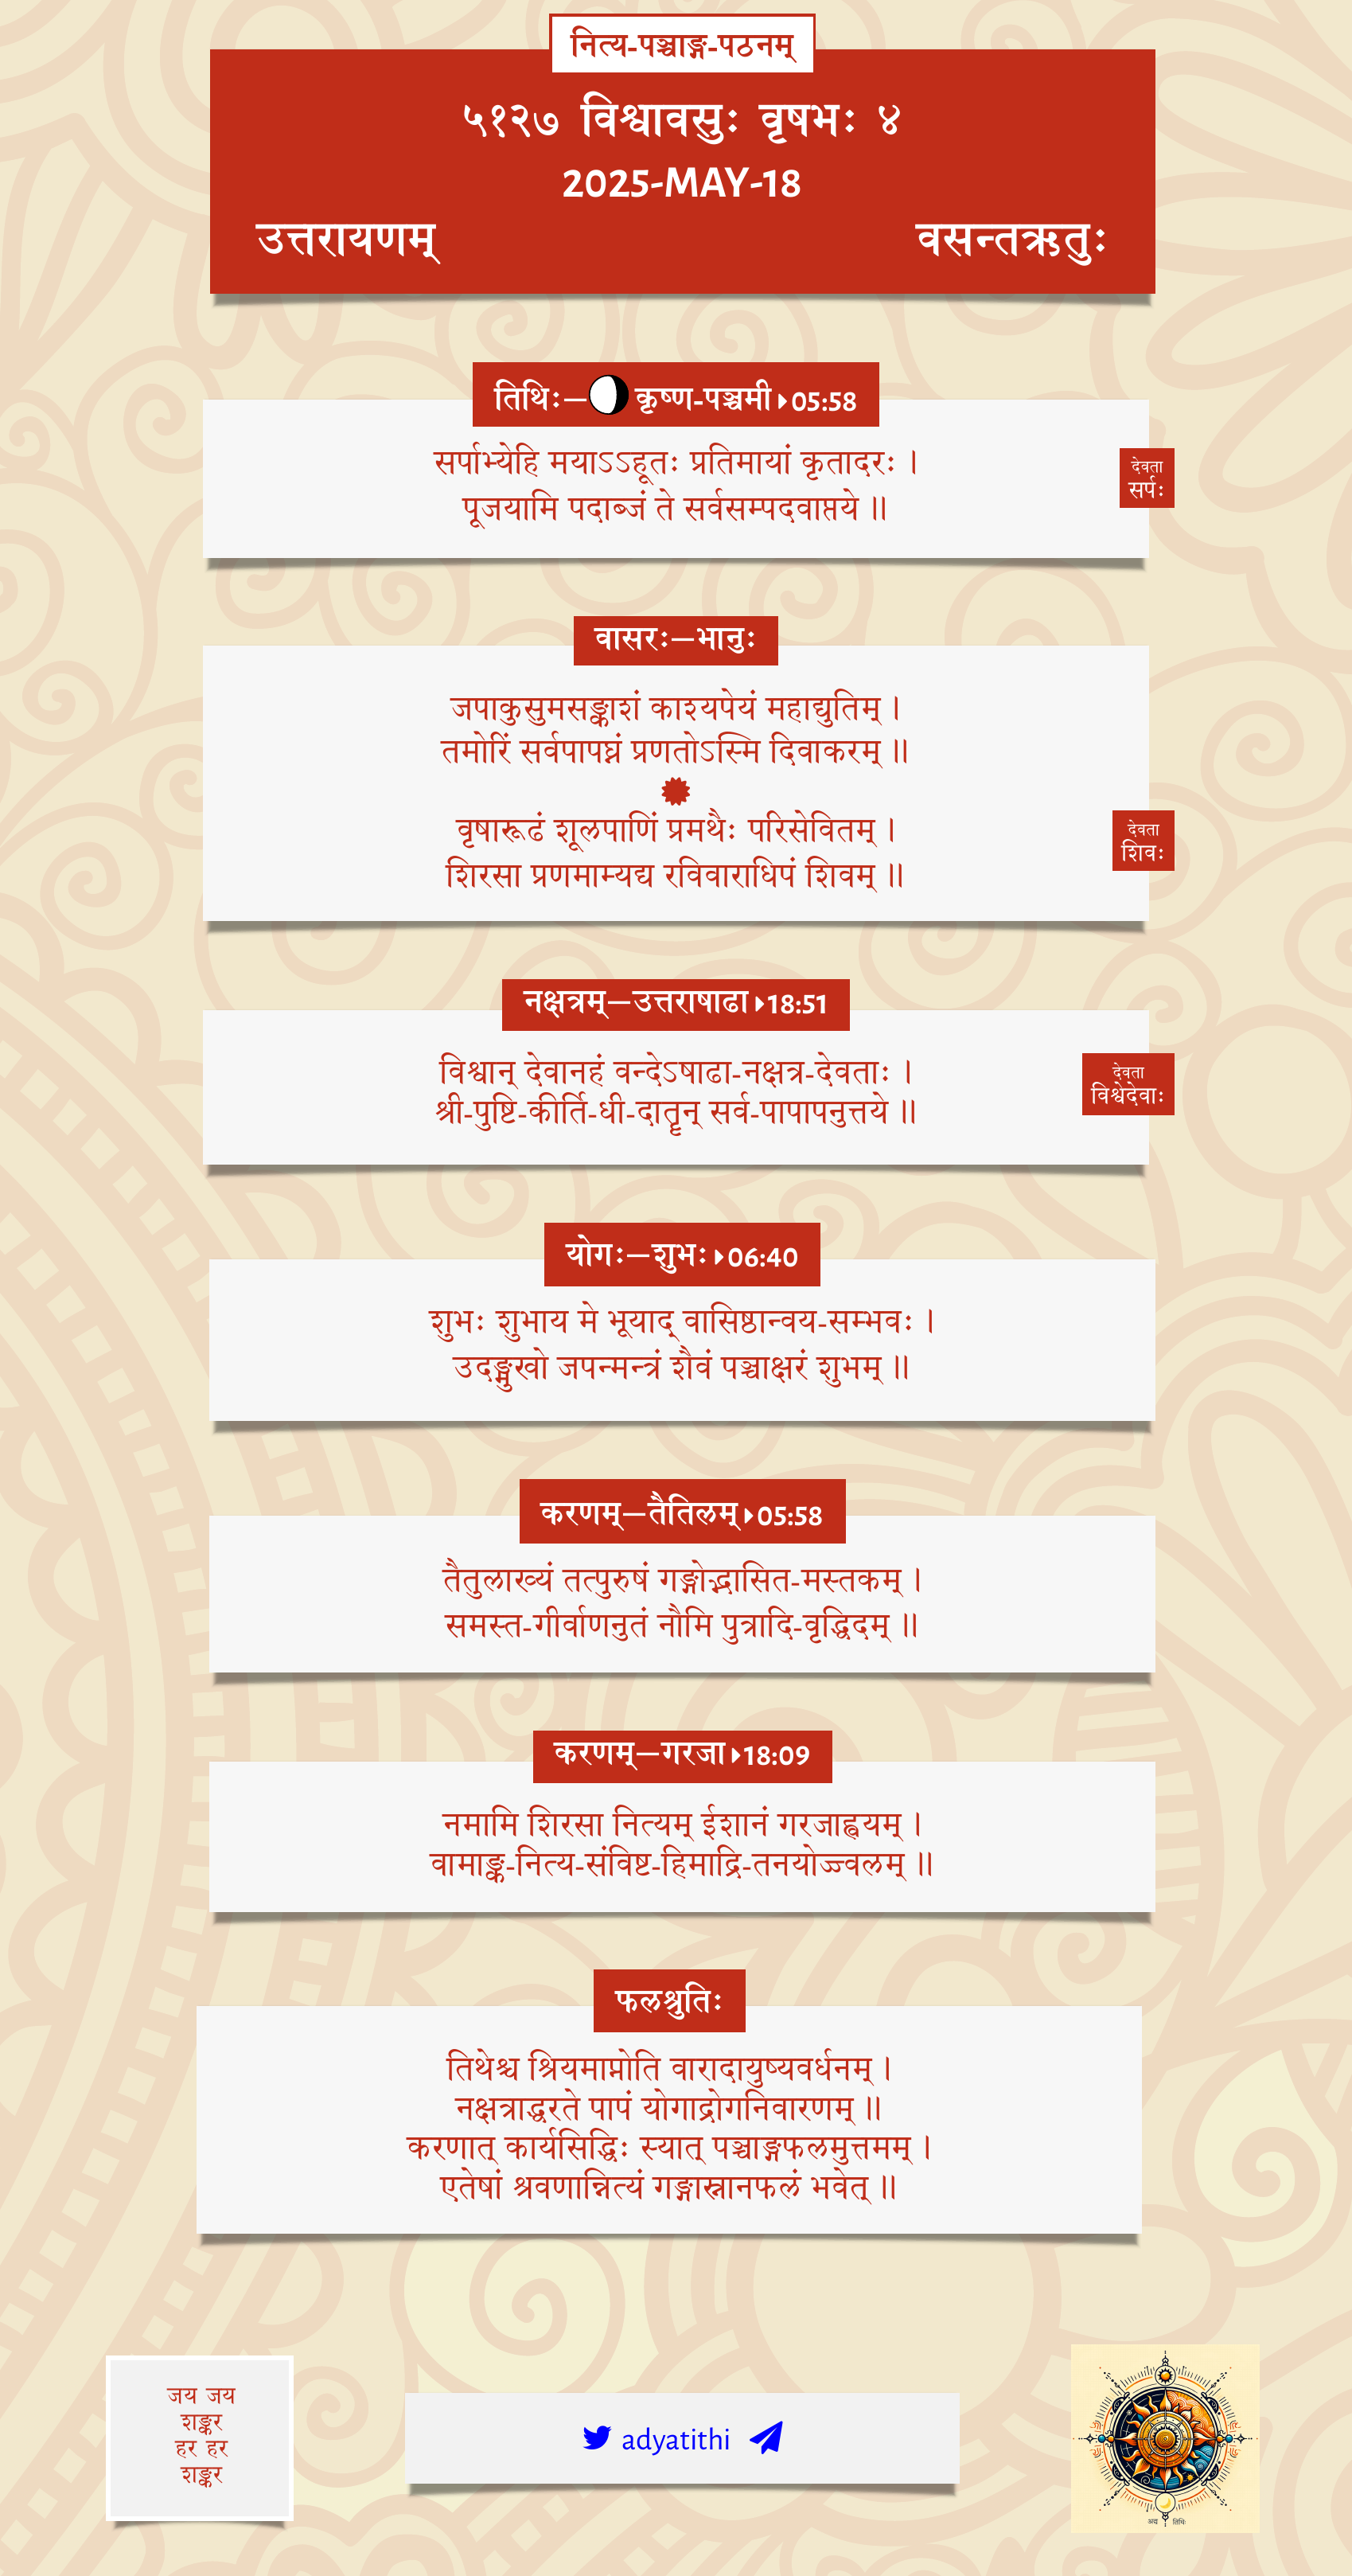 नित्य-पञ्चाङ्ग-पठनम्
५१२७ विश्वावसुः वृषभः ४
2025-MAY-18
उत्तरायणम्
वसन्तऋतुः
तिथिः—कृष्ण-पञ्चमी 05:58
सर्पाभ्येहि मयाऽऽहूतः प्रतिमायां कृतादरः ।
पूजयामि पदाब्जं ते सर्वसम्पदवाप्तये ॥
देवता
सर्पः
वासरः—भानुः
जपाकुसुमसङ्काशं काश्यपेयं महाद्युतिम् ।
तमोरिं सर्वपापघ्नं प्रणतोऽस्मि दिवाकरम् ॥
वृषारूढं शूलपाणिं प्रमथैः परिसेवितम् ।
शिरसा प्रणमाम्यद्य रविवाराधिपं शिवम् ॥
देवता
शिवः
नक्षत्रम्—उत्तराषाढा 18:51
विश्वान् देवानहं वन्देऽषाढा-नक्षत्र-देवताः ।
श्री-पुष्टि-कीर्ति-धी-दातॄन् सर्व-पापापनुत्तये ॥
देवता
विश्वेदेवाः
योगः—शुभः 06:40
शुभः शुभाय मे भूयाद् वासिष्ठान्वय-सम्भवः ।
उदङ्मुखो जपन्मन्त्रं शैवं पञ्चाक्षरं शुभम् ॥
करणम्—तैतिलम् 05:58
तैतुलाख्यं तत्पुरुषं गङ्गोद्भासित-मस्तकम् ।
समस्त-गीर्वाणनुतं नौमि पुत्रादि-वृद्धिदम् ॥
करणम्—गरजा 18:09
नमामि शिरसा नित्यम् ईशानं गरजाह्वयम् ।
वामाङ्क-नित्य-संविष्ट-हिमाद्रि-तनयोज्ज्वलम् ॥
फलश्रुतिः
तिथेश्च श्रियमाप्नोति वारादायुष्यवर्धनम् ।
नक्षत्राद्धरते पापं योगाद्रोगनिवारणम् ॥
करणात् कार्यसिद्धिः स्यात् पञ्चाङ्गफलमुत्तमम् ।
एतेषां श्रवणान्नित्यं गङ्गास्नानफलं भवेत् ॥
जय जय
शङ्कर
हर हर
शङ्कर
adyatithi
अद्य तिथिः